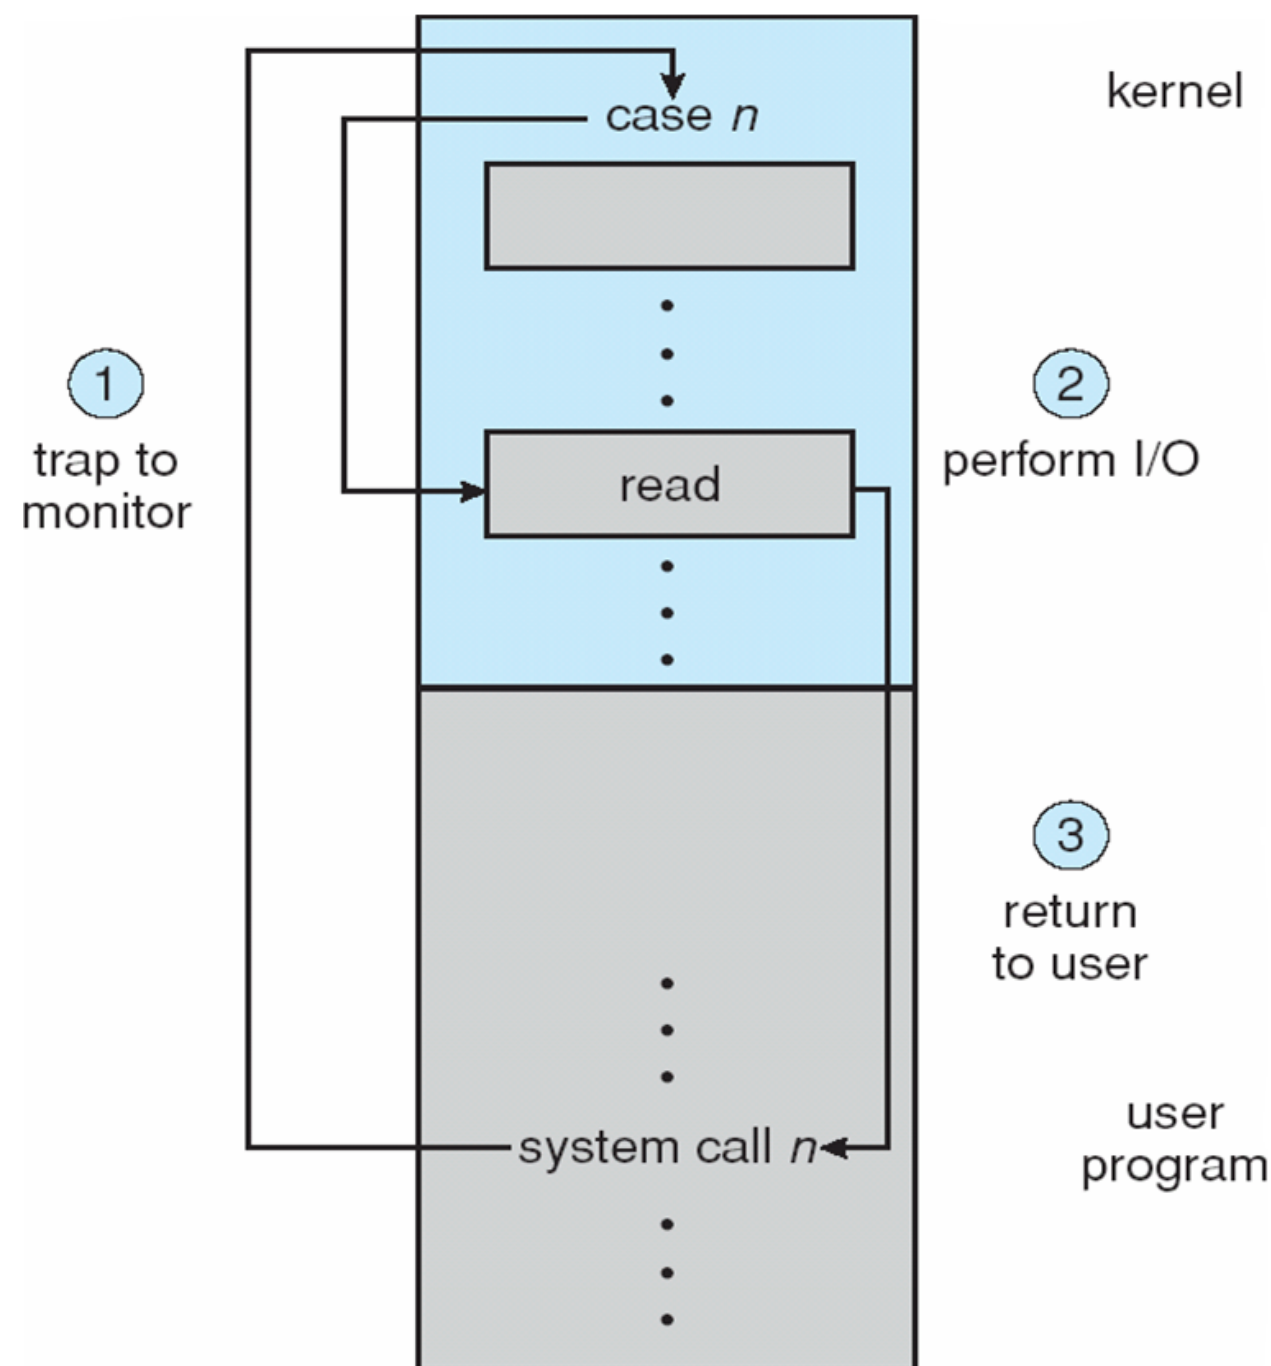 kernel
case n
1
trap to
monitor
2
perform I/O
read
3
return
to user
system call n
user
program